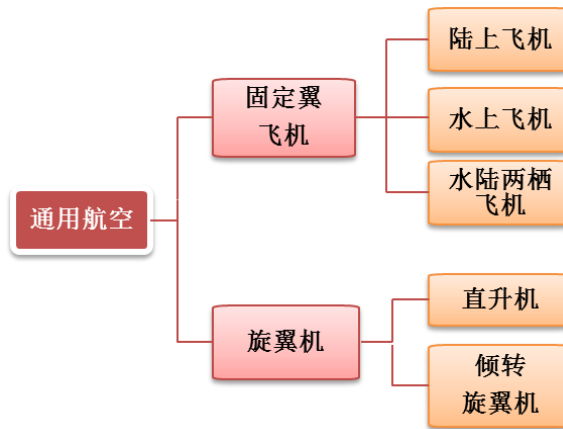 通用航空
固定翼
飞机
陆上飞机
水上飞机
水陆两栖
飞机
旋翼机
直升机
倾转
旋翼机